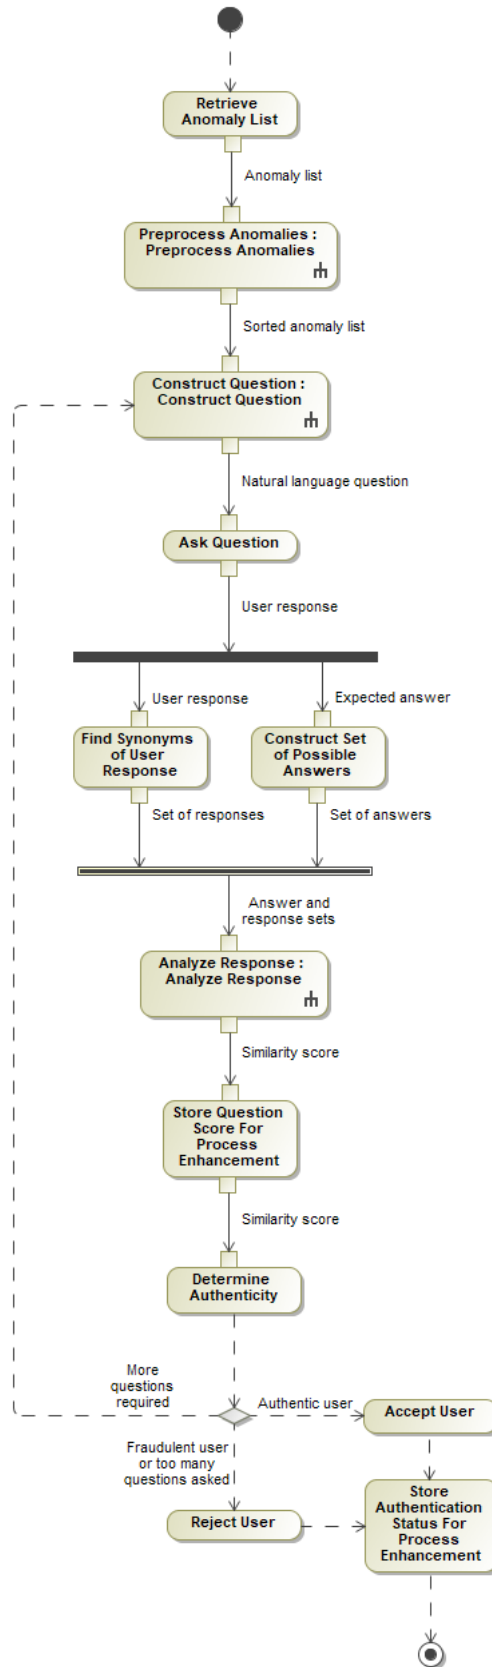 Retrieve
Anomaly List
Anomaly list
Preprocess Anomalies :
Preprocess Anomalies
Sorted anomaly list
Construct Question :
Construct Question
Natural language question
Ask Question
User response
User response
Expected answer
Find Synonyms
of User
Response
Construct Set
of Possible
Answers
Set of responses
Set of answers
Answer and
response sets
Analyze Response :
Analyze Response
Similarity score
Store Question
Score For
Process
Enhancement
Similarity score
Determine
Authenticity
More
questions
required
Authentic user
Accept User
Fraudulent user
or too many
questions asked
Reject User
Store
Authentication
Status For
Process
Enhancement